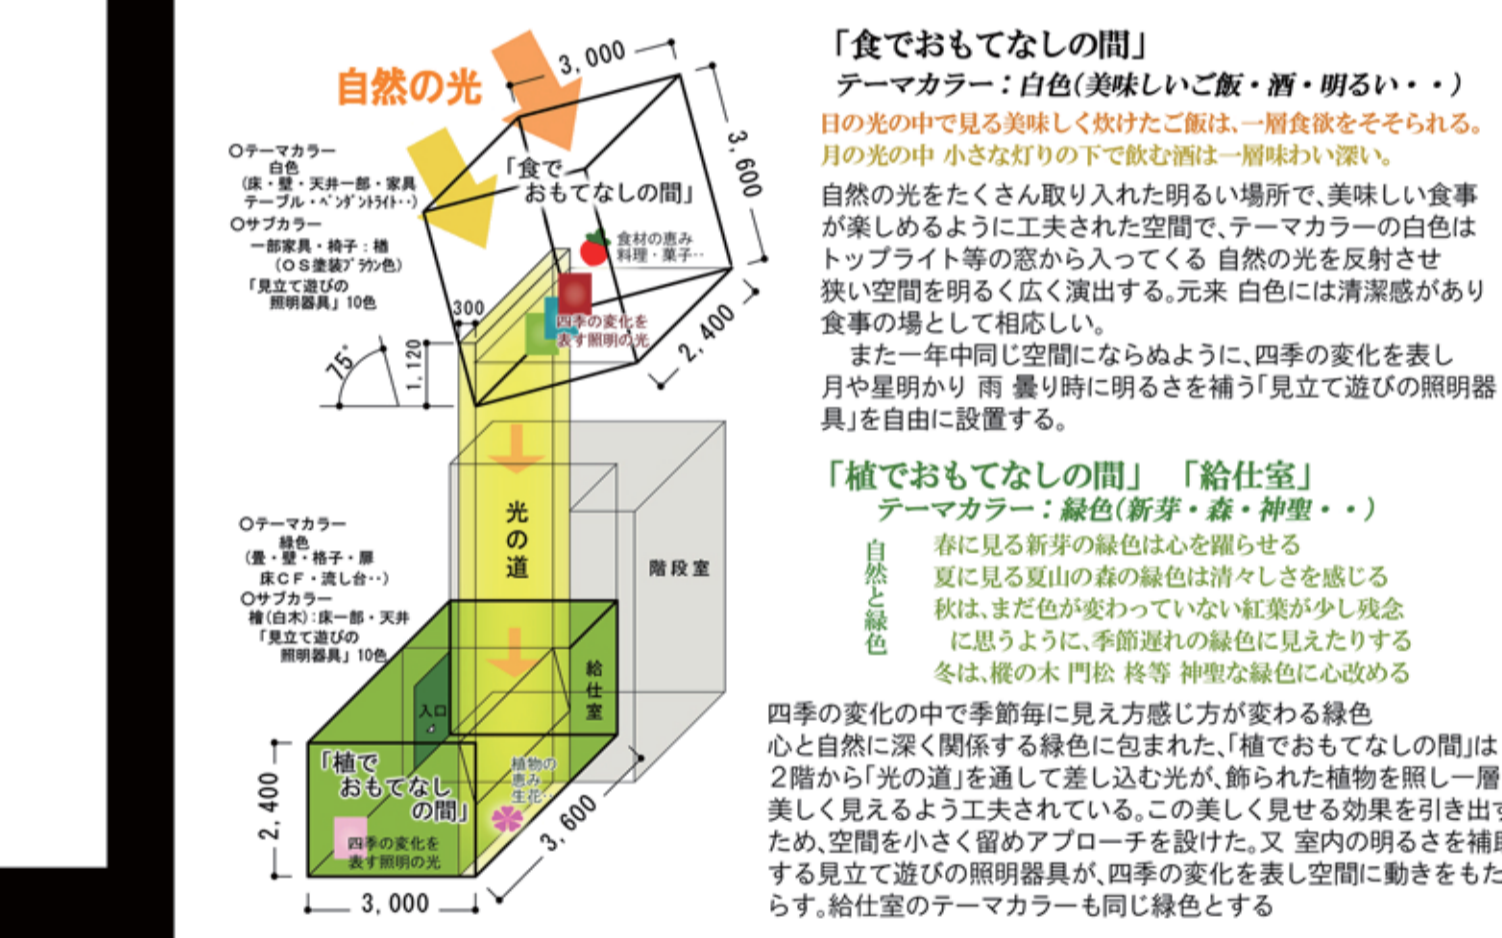 自然の光
3,000
3,600
2,400
○テーマカラー
白色
(床・壁・天井一部・家具
テーブル・ペンダントライト‥)
○サブカラー
一部家具・椅子：楢
(OS塗装ブラウン色)
「見立て遊びの
照明器具」10色
「食で
おもてなしの間」
食材の恵み
料理・菓子‥
四季の変化を
表す照明の光
300
1,120
75°
光の道
階段室
○テーマカラー
緑色
(畳・壁・格子・扉
床CF・流し台‥)
○サブカラー
檜(白木):床一部・天井
「見立て遊びの
照明器具」10色
給仕室
入口
「植で
おもてなし
の間」
植物の
恵み
生花‥
四季の変化を
表す照明の光
2,400
3,000
3,600
「食でおもてなしの間」
テーマカラー：白色(美味しいご飯・酒・明るい・・)
日の光の中で見る美味しく炊けたご飯は、一層食欲をそそられる。
月の光の中 小さな灯りの下で飲む酒は一層味わい深い。
自然の光をたくさん取り入れた明るい場所で、美味しい食事
が楽しめるように工夫された空間で、テーマカラーの白色は
トップライト等の窓から入ってくる 自然の光を反射させ
狭い空間を明るく広く演出する。元来 白色には清潔感があり
食事の場として相応しい。
また一年中同じ空間にならぬように、四季の変化を表し
月や星明かり 雨 曇り時に明るさを補う「見立て遊びの照明器
具」を自由に設置する。
「植でおもてなしの間」 「給仕室」
テーマカラー：緑色(新芽・森・神聖・・)
自然と緑色
春に見る新芽の緑色は心を躍らせる
夏に見る夏山の森の緑色は清々しさを感じる
秋は、まだ色が変わっていない紅葉が少し残念
に思うように、季節遅れの緑色に見えたりする
冬は、樅の木 門松 柊等 神聖な緑色に心改める
四季の変化の中で季節毎に見え方感じ方が変わる緑色
心と自然に深く関係する緑色に包まれた、「植でおもてなしの間」は
2階から「光の道」を通して差し込む光が、飾られた植物を照し一層
美しく見えるよう工夫されている。この美しく見せる効果を引き出す
ため、空間を小さく留めアプローチを設けた。又 室内の明るさを補助
する見立て遊びの照明器具が、四季の変化を表し空間に動きをもた
らす。給仕室のテーマカラーも同じ緑色とする